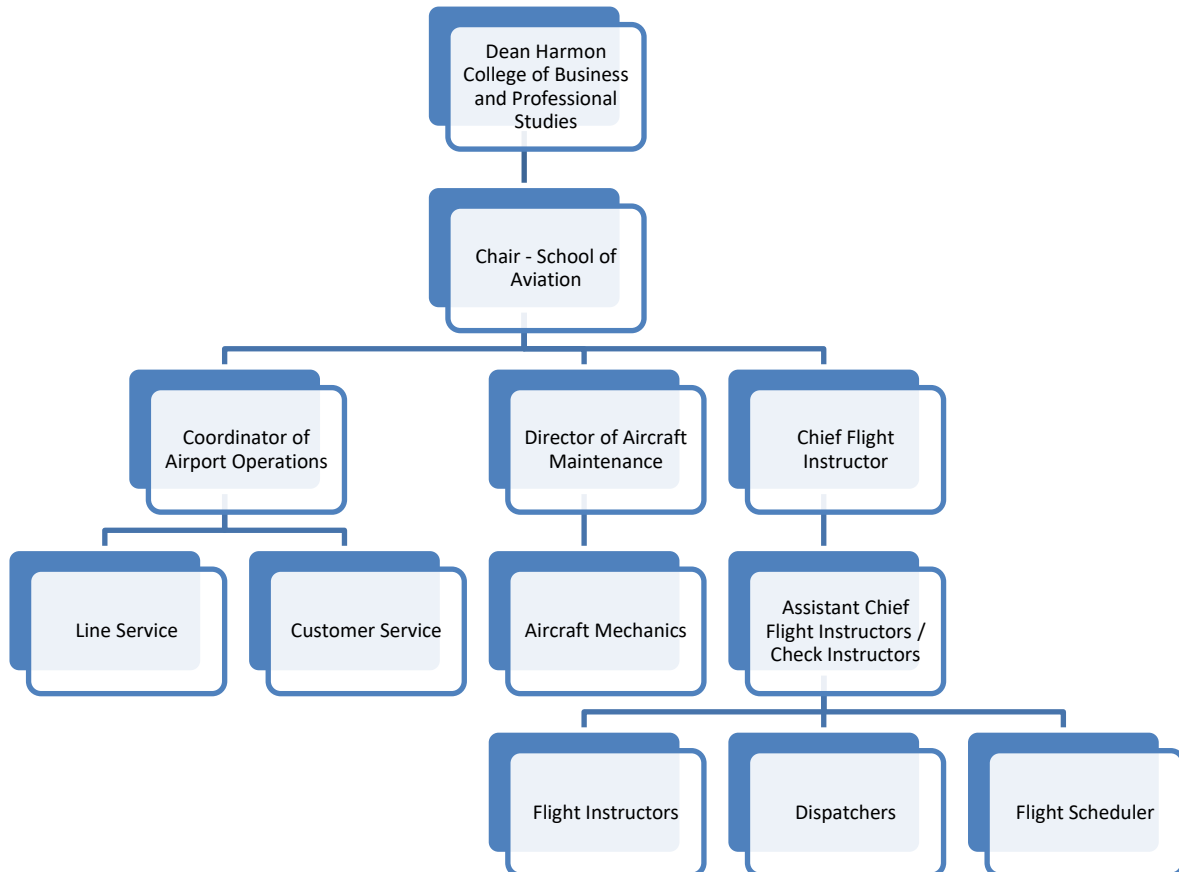 Dean Harmon
College of Business
and Professional
Studies
Chair - School of
Aviation
Coordinator of
Airport Operations
Director of Aircraft
Maintenance
Chief Flight
Instructor
Line Service
Customer Service
Aircraft Mechanics
Assistant Chief
Flight Instructors /
Check Instructors
Flight Instructors
Dispatchers
Flight Scheduler